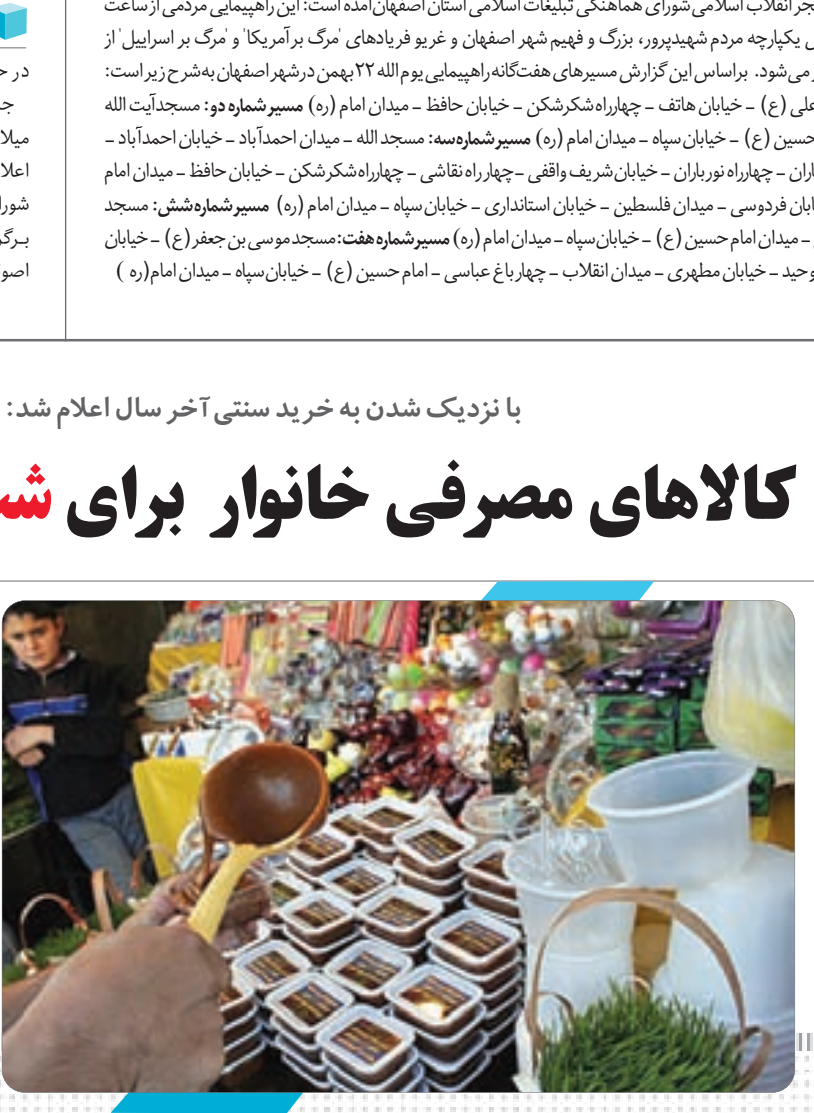 انقلاب اسلامی شورای هماهنگی تبلیغات اسلامی استان اصفهان آمده است: این راهپیمایی مردمی از ساعت
یکپارچه مردم شهیدپرور، بزرگ و فهیم شهر اصفهان و غریو فریادهای 'مرگ بر آمریکا' و 'مرگ بر اسراییل' از
می‌شود. براساس این گزارش مسیرهای هفت‌گانه راهپیمایی یوم الله ۲۲ بهمن در شهر اصفهان به‌شرح زیر است:
علی (ع) - خیابان هاتف - چهارراه شکرشکن - خیابان حافظ - میدان امام (ره) مسیر شماره دو: مسجد آیت الله
حسین (ع) - خیابان سپاه - میدان امام (ره) مسیر شماره‌سه: مسجد الله - میدان احمدآباد - خیابان احمدآباد -
باران - چهارراه نورباران - خیابان شریف واقفی - چهار راه نقاشی - چهارراه شکرشکن - خیابان حافظ - میدان امام
فردوسی - میدان فلسطین - خیابان استانداری - خیابان سپاه - میدان امام (ره) مسیر شماره شش: مسجد
- میدان امام حسین (ع) - خیابان سپاه - میدان امام (ره) مسیر شماره هفت: مسجد موسی بن جعفر (ع) - خیابان
وحید - خیابان مطهری - میدان انقلاب - چهارباغ عباسی - امام حسین (ع) - خیابان سپاه - میدان امام(ره )
در
با نزدیک شدن به خرید سنتی آخر سال اعلام شد:
کالاهای مصرفی خانوار برای